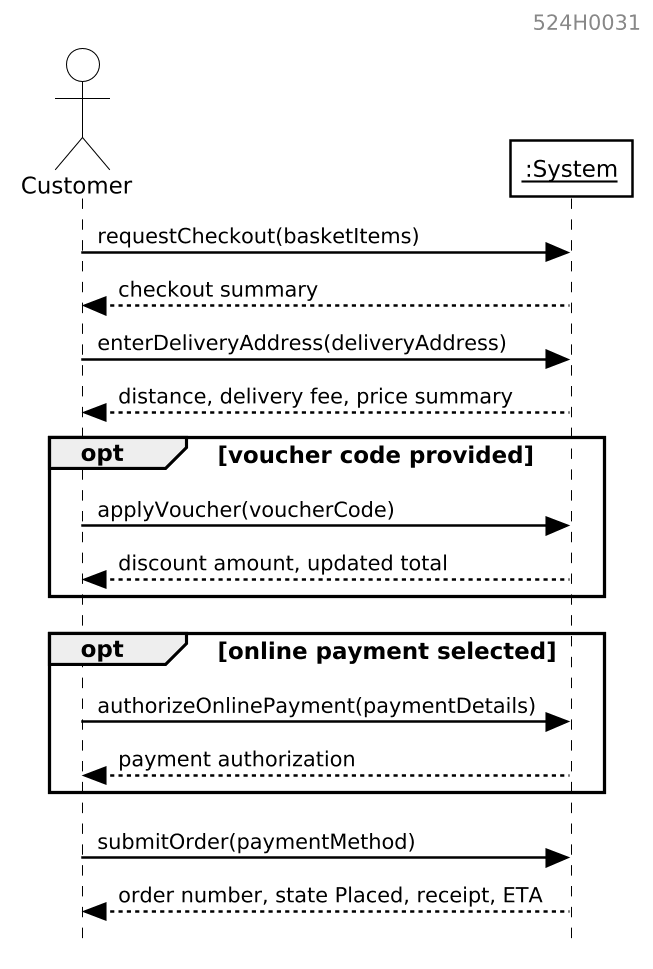 524H0031
Customer
:System
requestCheckout(basketItems)
checkout summary
enterDeliveryAddress(deliveryAddress)
distance, delivery fee, price summary
opt [voucher code provided]
applyVoucher(voucherCode)
discount amount, updated total
opt [online payment selected]
authorizeOnlinePayment(paymentDetails)
payment authorization
submitOrder(paymentMethod)
order number, state Placed, receipt, ETA